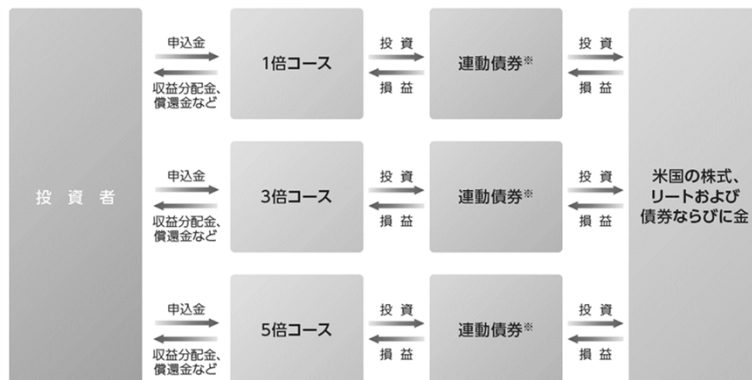 投 資 者
申込金
収益分配金、
償還金など
1倍コース
投 資
損 益
連動債券※
投 資
損 益
申込金
収益分配金、
償還金など
3倍コース
投 資
損 益
連動債券※
投 資
損 益
申込金
収益分配金、
償還金など
5倍コース
投 資
損 益
連動債券※
投 資
損 益
米国の株式、
リートおよび
債券ならびに金